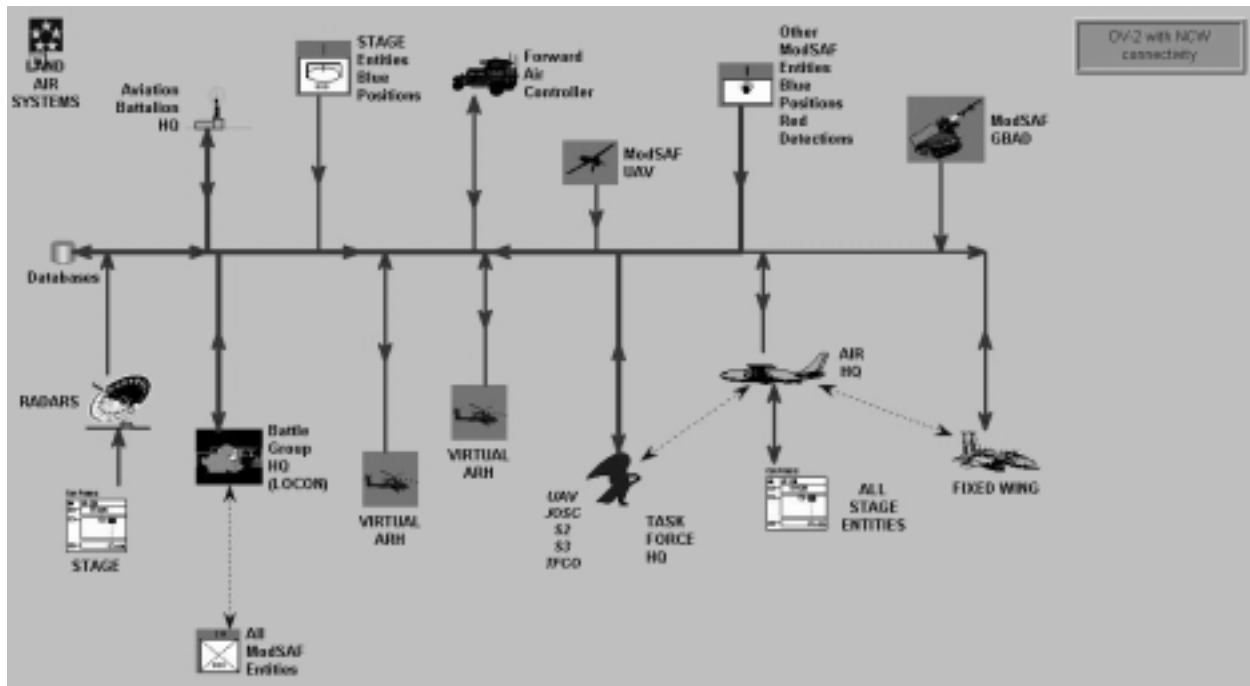 LAND
AIR
SYSTEMS
Aviation
Battalion
HQ
STAGE
Entities
Blue
Positions
Forward
Air
Controller
ModSAF
UAV
Other
ModSAF
Entities
Blue
Positions
Red
Detections
ModSAF
GBAD
OV-2 with NCW
connectivity
Databases
RADARS
STAGE
Battle
Group
HQ
(LOCON)
All
ModSAF
Entities
VIRTUAL
ARH
VIRTUAL
ARH
UAV
JOSC
S2
S3
TASK
FORCE
HQ
AIR
HQ
ALL
STAGE
ENTITIES
FIXED WING